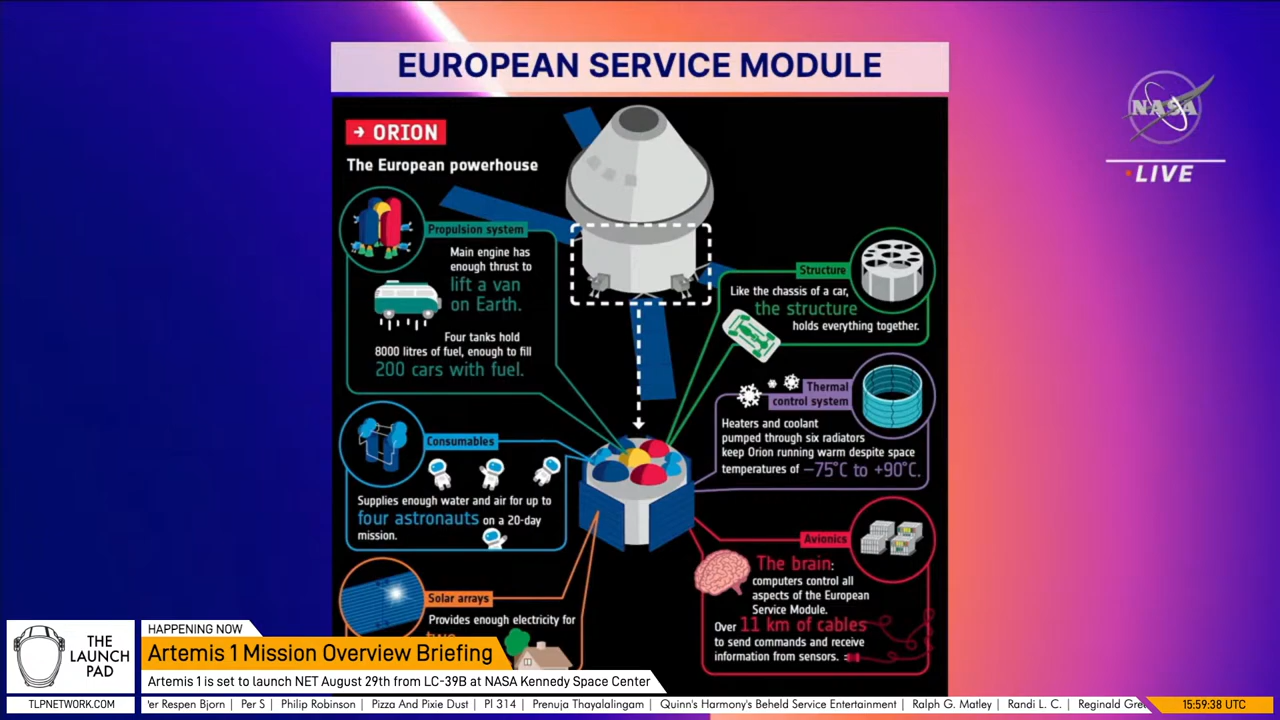 EUROPEAN SERVICE MODULE
NASA
LIVE
→ ORION
The European powerhouse
Propulsion system
Main engine has
enough thrust to
lift a van
on Earth.
Four tanks hold
8000 litres of fuel, enough to fill
200 cars with fuel.
Structure
Like the chassis of a car,
the structure
holds everything together.
Thermal
control system
Heaters and coolant
pumped through six radiators
keep Orion running warm despite space
temperatures of −75°C to +90°C.
Consumables
Supplies enough water and air for up to
four astronauts on a 20-day
mission.
Avionics
The brain:
computers control all
aspects of the European
Service Module.
Over 11 km of cables
to send commands and receive
information from sensors.
Solar arrays
Provides enough electricity for
two
THE
LAUNCH
PAD
HAPPENING NOW
Artemis 1 Mission Overview Briefing
Artemis 1 is set to launch NET August 29th from LC-39B at NASA Kennedy Space Center
TLPNETWORK.COM
'er Respen Bjorn | Per S | Philip Robinson | Pizza And Pixie Dust | Pl 314 | Prenuja Thayalalingam | Quinn's Harmony's Beheld Service Entertainment | Ralph G. Matley | Randi L. C. | Reginald
15:59:38 UTC